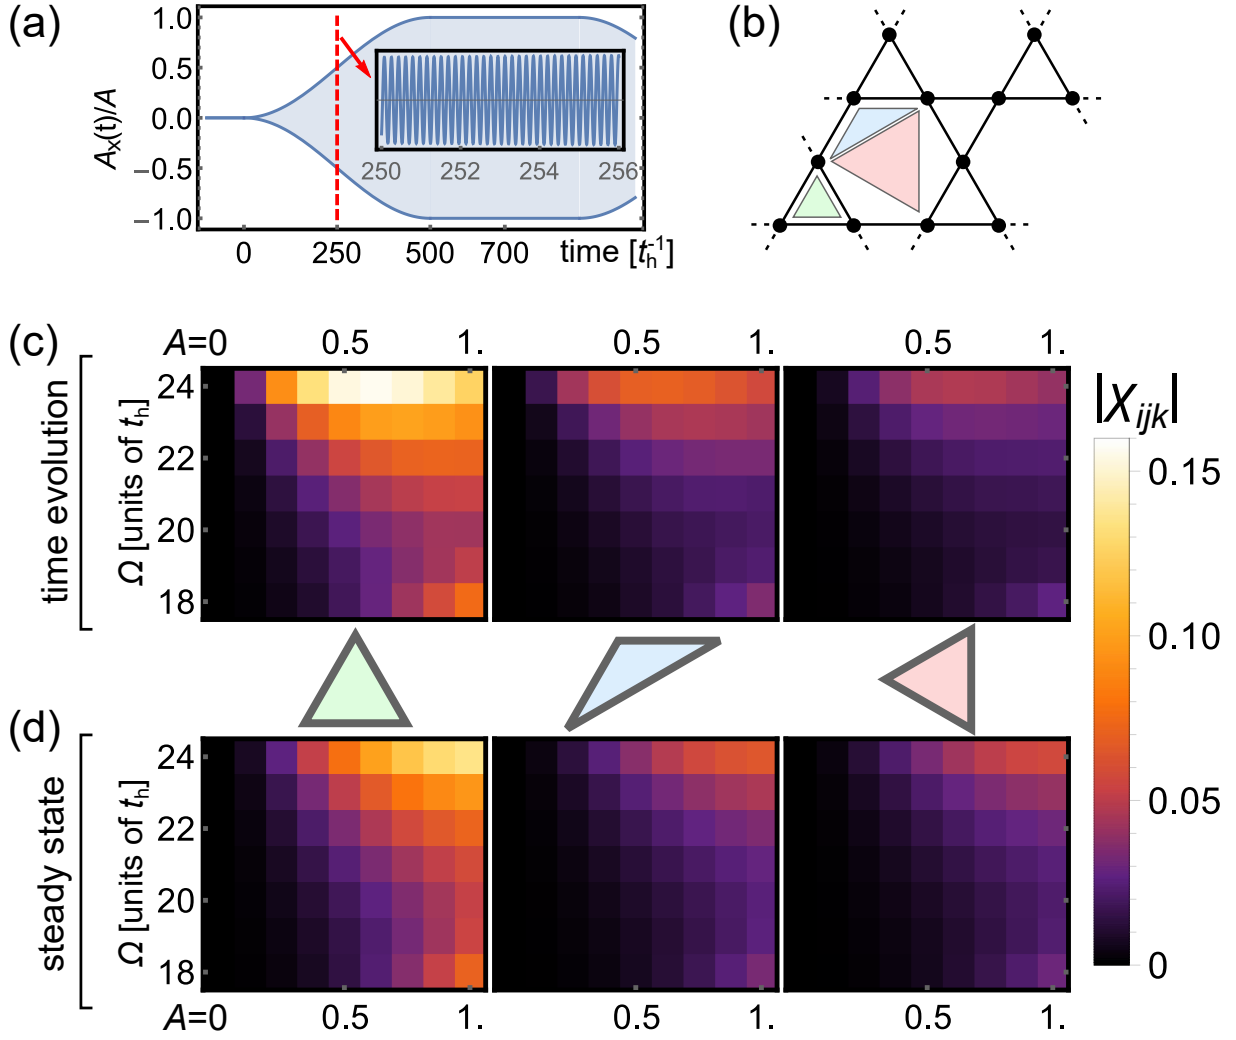 (a)
1.0
0.5
0.0
−0.5
−1.0
A_x(t)/A
250 252 254 256
0 250 500 700 time [t_h^-1]
(b)
(c)
A=0 0.5 1. 0.5 1. 0.5 1.
time evolution
Ω [units of t_h]
24
22
20
18
|χ_ijk|
0.15
0.10
0.05
0
(d)
steady state
Ω [units of t_h]
24
22
20
18
A=0 0.5 1. 0.5 1. 0.5 1.